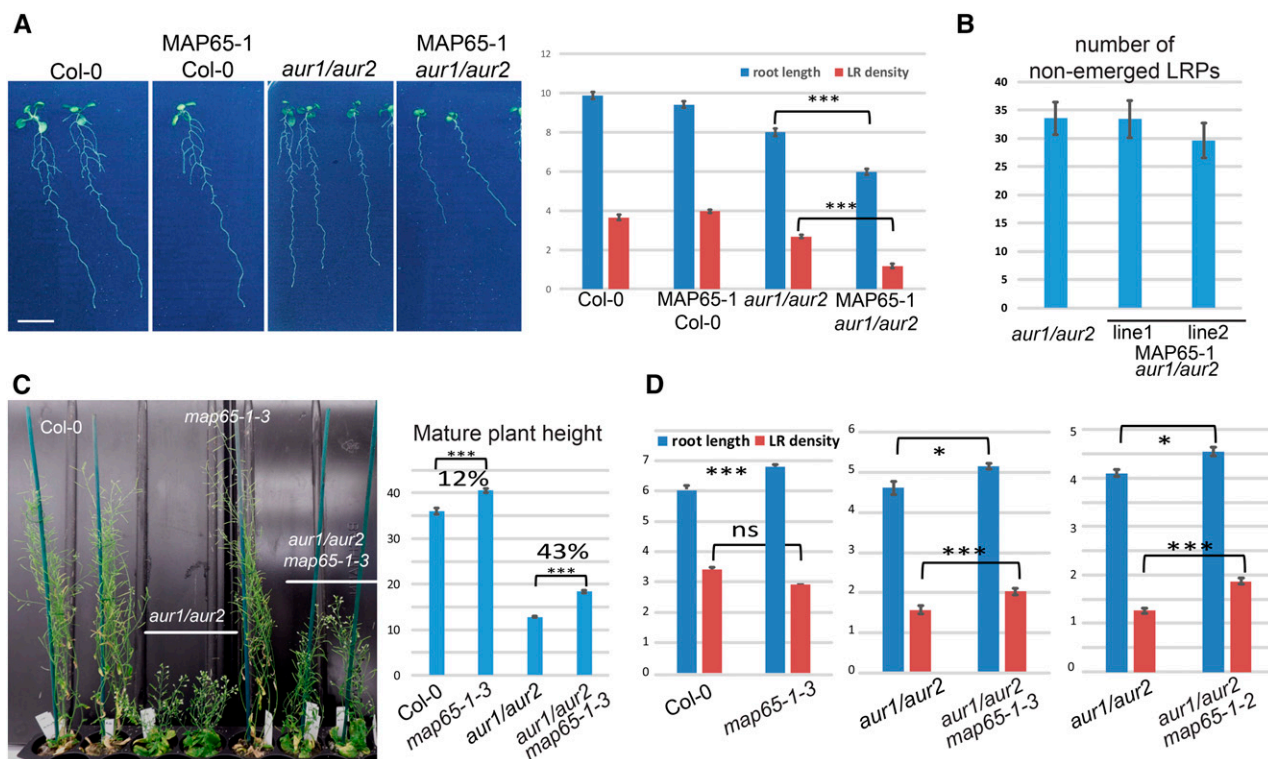 A
Col-0
MAP65-1
Col-0
aur1/aur2
MAP65-1
aur1/aur2
12
10
8
6
4
2
0
root length
LR density
***
***
Col-0
MAP65-1
Col-0
aur1/aur2
MAP65-1
aur1/aur2
B
number of
non-emerged LRPs
40
35
30
25
20
15
10
5
0
aur1/aur2
line1
line2
MAP65-1
aur1/aur2
C
Col-0
map65-1-3
aur1/aur2
aur1/aur2
map65-1-3
Mature plant height
***
12%
43%
***
40
30
20
10
0
Col-0
map65-1-3
aur1/aur2
aur1/aur2
map65-1-3
D
root length
LR density
7
6
5
4
3
2
1
0
***
ns
Col-0
map65-1-3
6
5
4
3
2
1
0
*
***
aur1/aur2
aur1/aur2
map65-1-3
5
4
3
2
1
0
*
***
aur1/aur2
aur1/aur2
map65-1-2